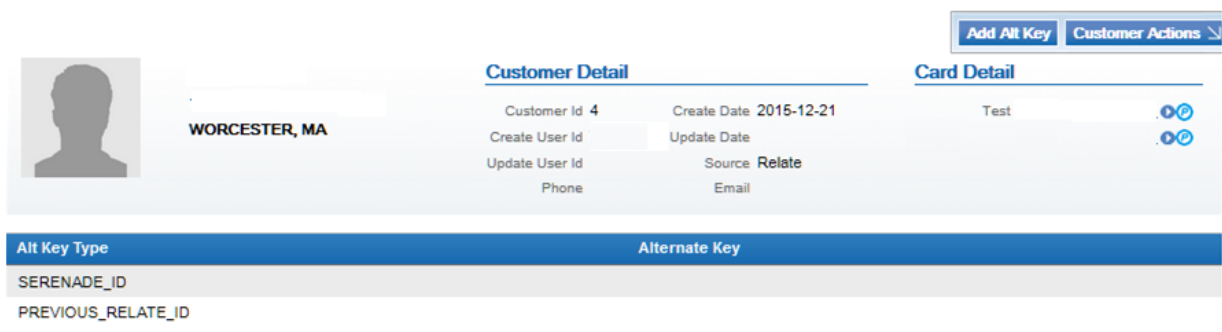 Add Alt Key Customer Actions
Customer Detail Card Detail
Customer Id 4 Create Date 2015-12-21 Test
WORCESTER, MA
Create User Id Update Date
Update User Id Source Relate
Phone Email
Alt Key Type Alternate Key
SERENADE_ID
PREVIOUS_RELATE_ID